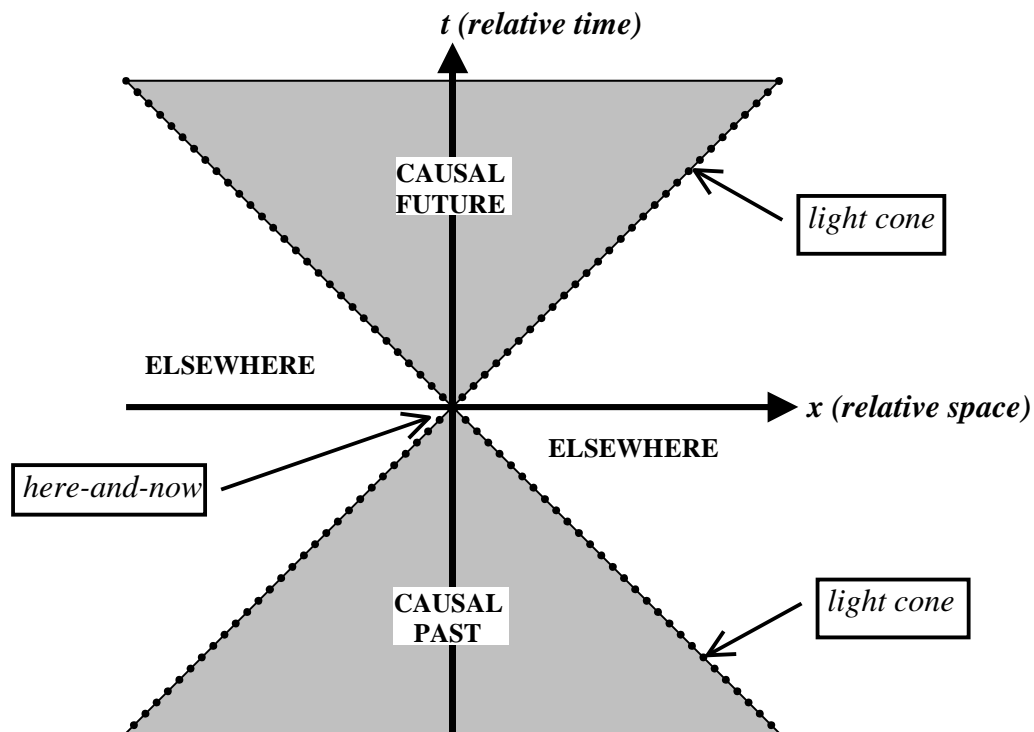 t (relative time)
CAUSAL
FUTURE
light cone
ELSEWHERE
x (relative space)
ELSEWHERE
here-and-now
CAUSAL
PAST
light cone